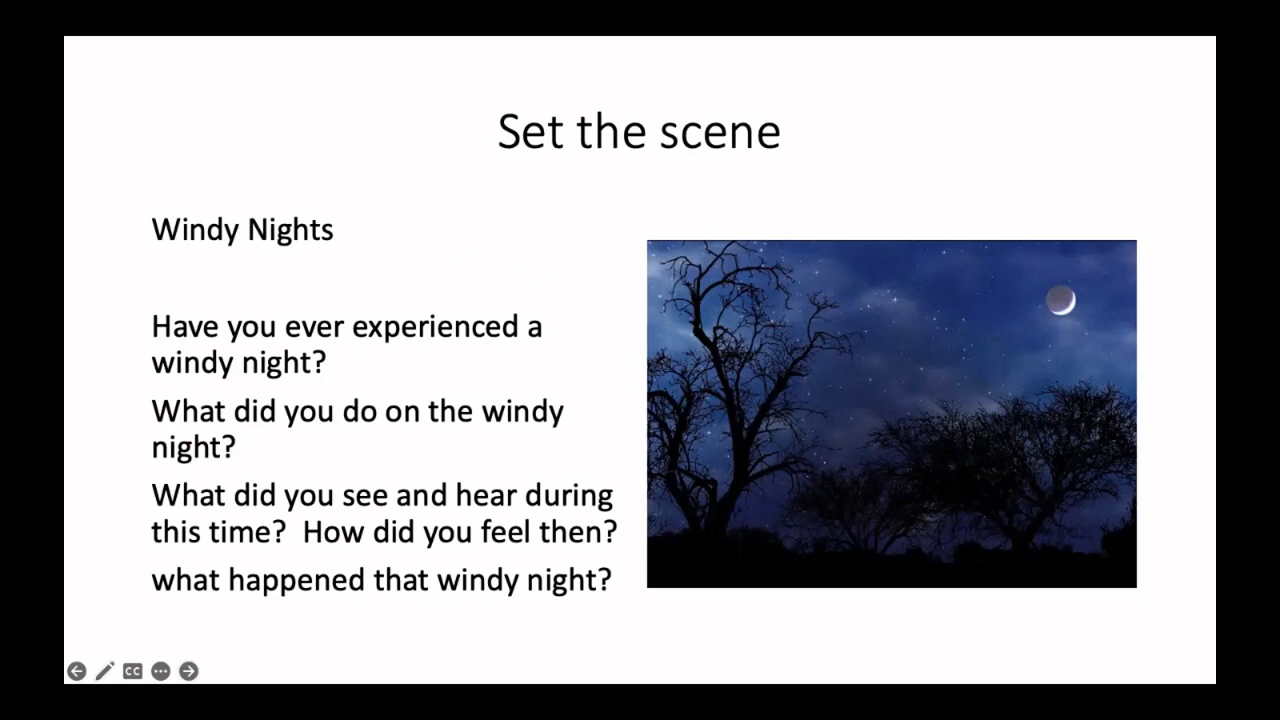 Set the scene
Windy Nights
Have you ever experienced a
windy night?
What did you do on the windy
night?
What did you see and hear during
this time?  How did you feel then?
what happened that windy night?
CC